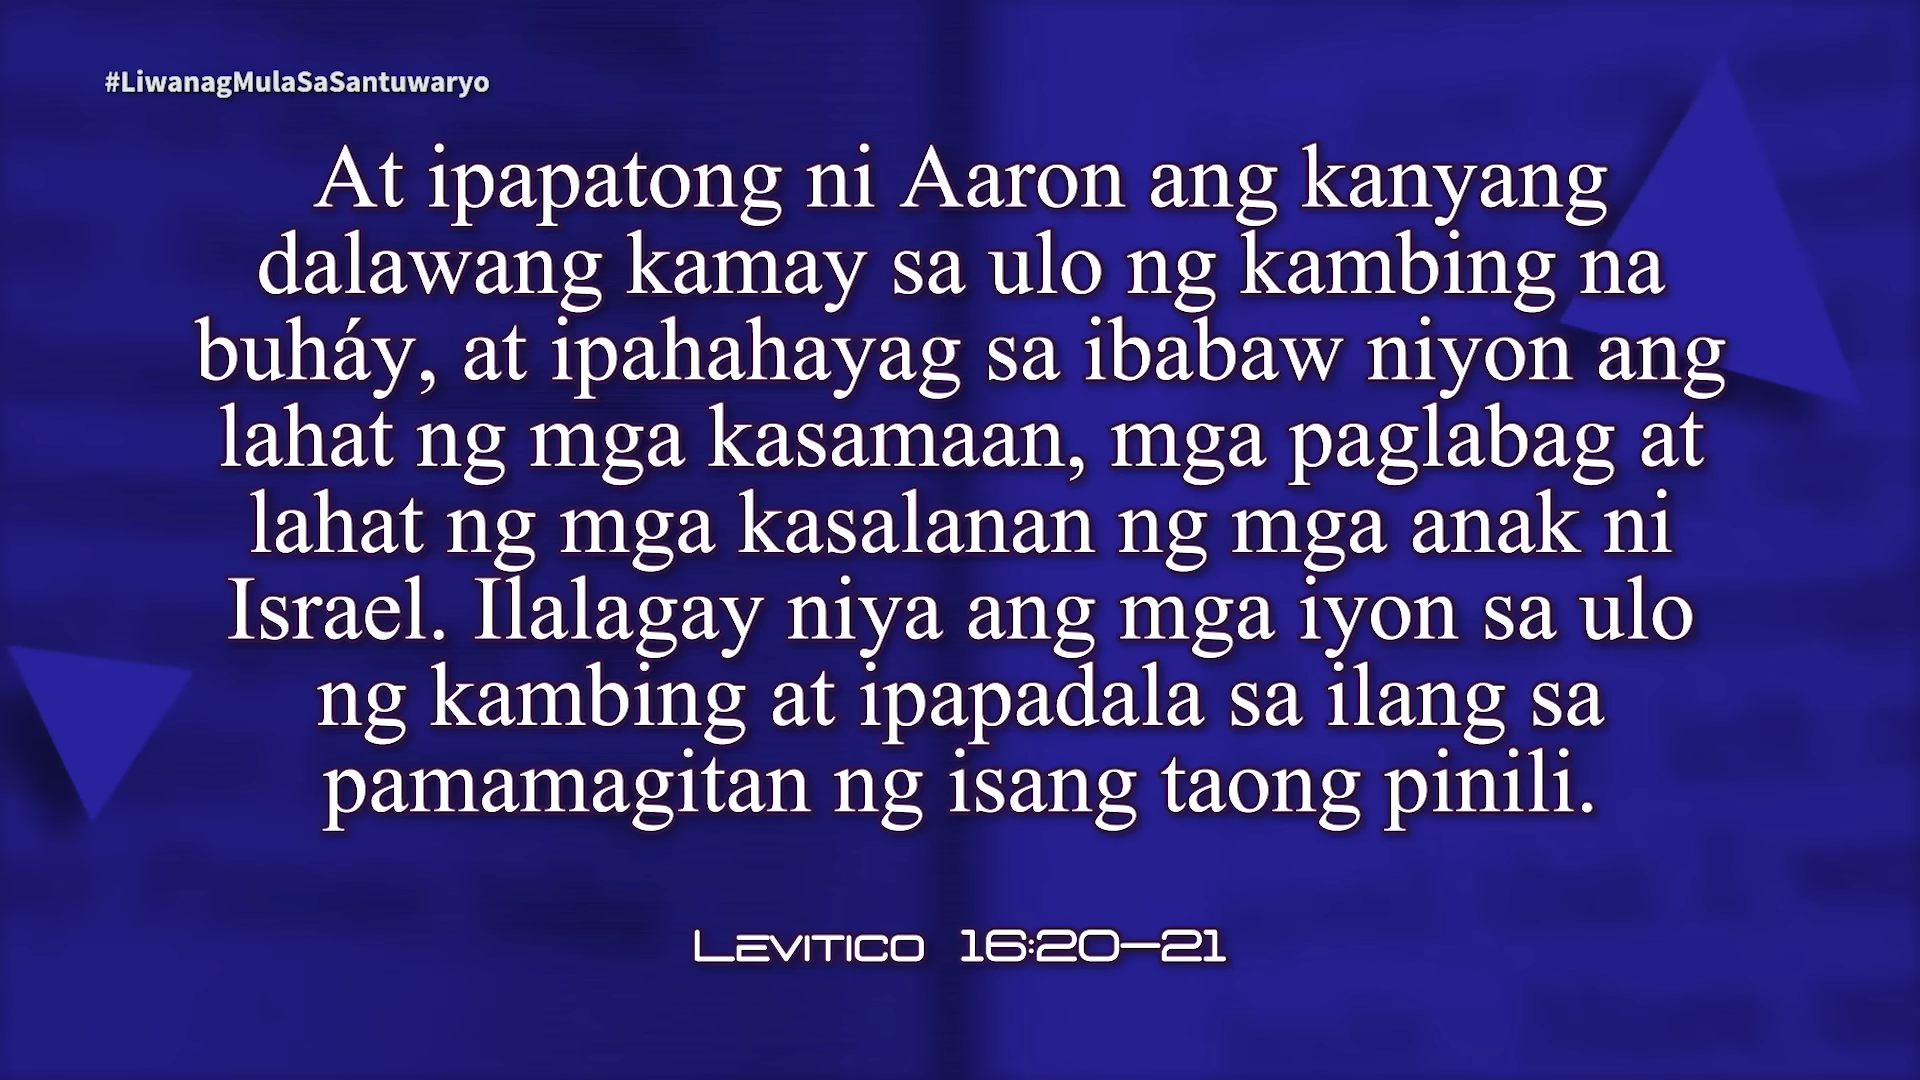 #LiwanagMulaSaSantuwaryo
At ipapatong ni Aaron ang kanyang
dalawang kamay sa ulo ng kambing na
buháy, at ipahahayag sa ibabaw niyon ang
lahat ng mga kasamaan, mga paglabag at
lahat ng mga kasalanan ng mga anak ni
Israel. Ilalagay niya ang mga iyon sa ulo
ng kambing at ipapadala sa ilang sa
pamamagitan ng isang taong pinili.
Levitico 16:20–21